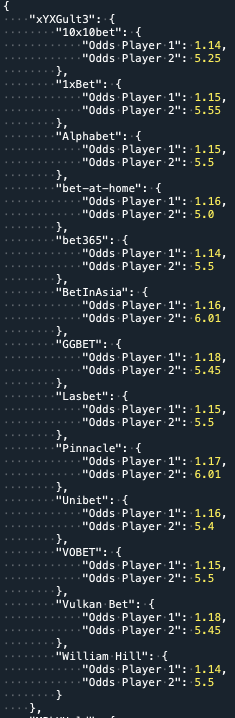 {
"xYXGult3": {
"10x10bet": {
"Odds Player 1": 1.14,
"Odds Player 2": 5.25
},
"1xBet": {
"Odds Player 1": 1.15,
"Odds Player 2": 5.55
},
"Alphabet": {
"Odds Player 1": 1.15,
"Odds Player 2": 5.5
},
"bet-at-home": {
"Odds Player 1": 1.16,
"Odds Player 2": 5.0
},
"bet365": {
"Odds Player 1": 1.14,
"Odds Player 2": 5.5
},
"BetInAsia": {
"Odds Player 1": 1.16,
"Odds Player 2": 6.01
},
"GGBET": {
"Odds Player 1": 1.18,
"Odds Player 2": 5.45
},
"Lasbet": {
"Odds Player 1": 1.15,
"Odds Player 2": 5.5
},
"Pinnacle": {
"Odds Player 1": 1.17,
"Odds Player 2": 6.01
},
"Unibet": {
"Odds Player 1": 1.16,
"Odds Player 2": 5.4
},
"VOBET": {
"Odds Player 1": 1.15,
"Odds Player 2": 5.5
},
"Vulkan Bet": {
"Odds Player 1": 1.18,
"Odds Player 2": 5.45
},
"William Hill": {
"Odds Player 1": 1.14,
"Odds Player 2": 5.5
}
},